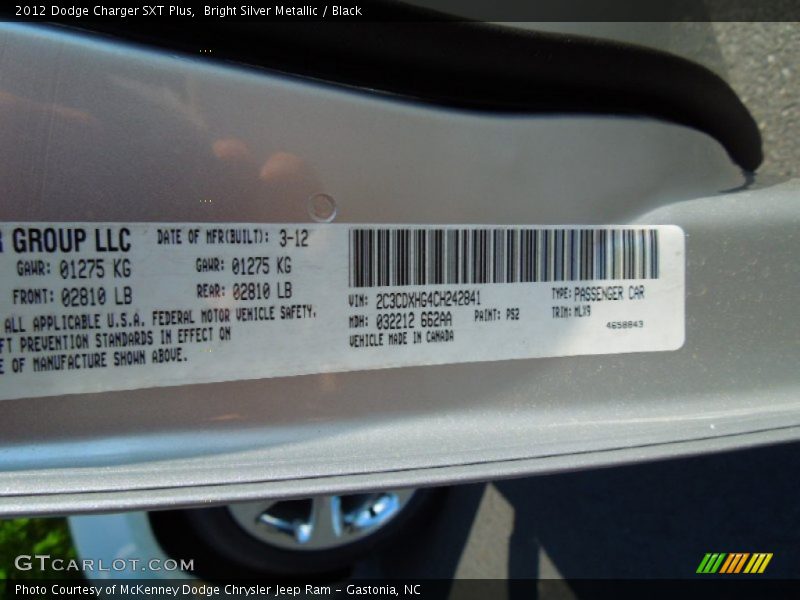 2012 Dodge Charger SXT Plus, Bright Silver Metallic / Black
R GROUP LLC
DATE OF MFR(BUILT): 3-12
GAWR: 01275 KG
GAWR: 01275 KG
FRONT: 02810 LB
REAR: 02810 LB
ALL APPLICABLE U.S.A. FEDERAL MOTOR VEHICLE SAFETY,
FT PREVENTION STANDARDS IN EFFECT ON
E OF MANUFACTURE SHOWN ABOVE.
VIN: 2C3CDXHG4CH242841
TYPE: PASSENGER CAR
MDH: 032212 662AA
PAINT: PS2
TRIM: MLX9
VEHICLE MADE IN CANADA
4658843
GTCARLOT.COM
Photo Courtesy of McKenney Dodge Chrysler Jeep Ram - Gastonia, NC